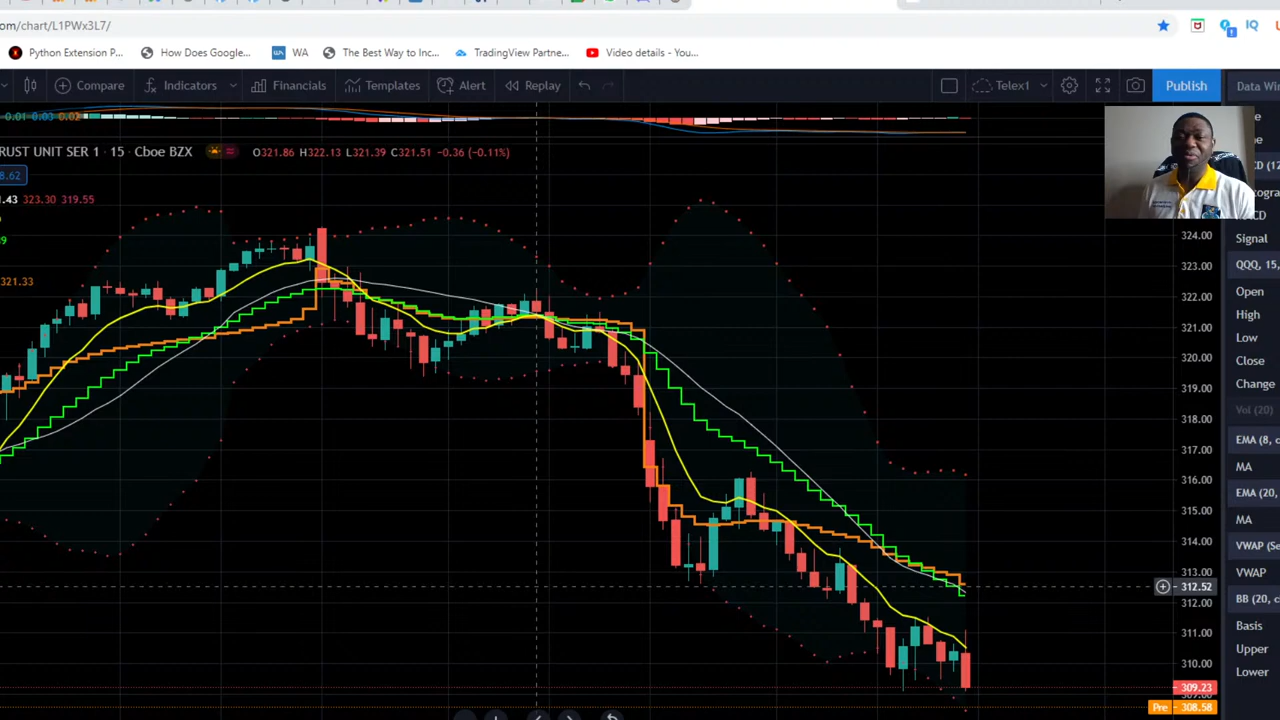 om/chart/L1PWx3L7/
Python Extension P... How Does Google... WA The Best Way to Inc... TradingView Partne... Video details - You...
Compare Indicators Financials Templates Alert Replay Telex1 Publish Data Win
0.01 0.03 0.02
RUST UNIT SER 1 · 15 · Cboe BZX O321.86 H322.13 L321.39 C321.51 -0.36 (-0.11%)
8.62
1.43 323.30 319.55
321.33
324.00
323.00
322.00
321.00
320.00
319.00
318.00
317.00
316.00
315.00
314.00
313.00
312.52
312.00
311.00
310.00
309.23
Pre 308.58
CD (12
Signal
QQQ, 15,
Open
High
Low
Close
Change
Vol (20)
EMA (8, c
MA
EMA (20,
MA
VWAP (Se
VWAP
BB (20, c
Basis
Upper
Lower